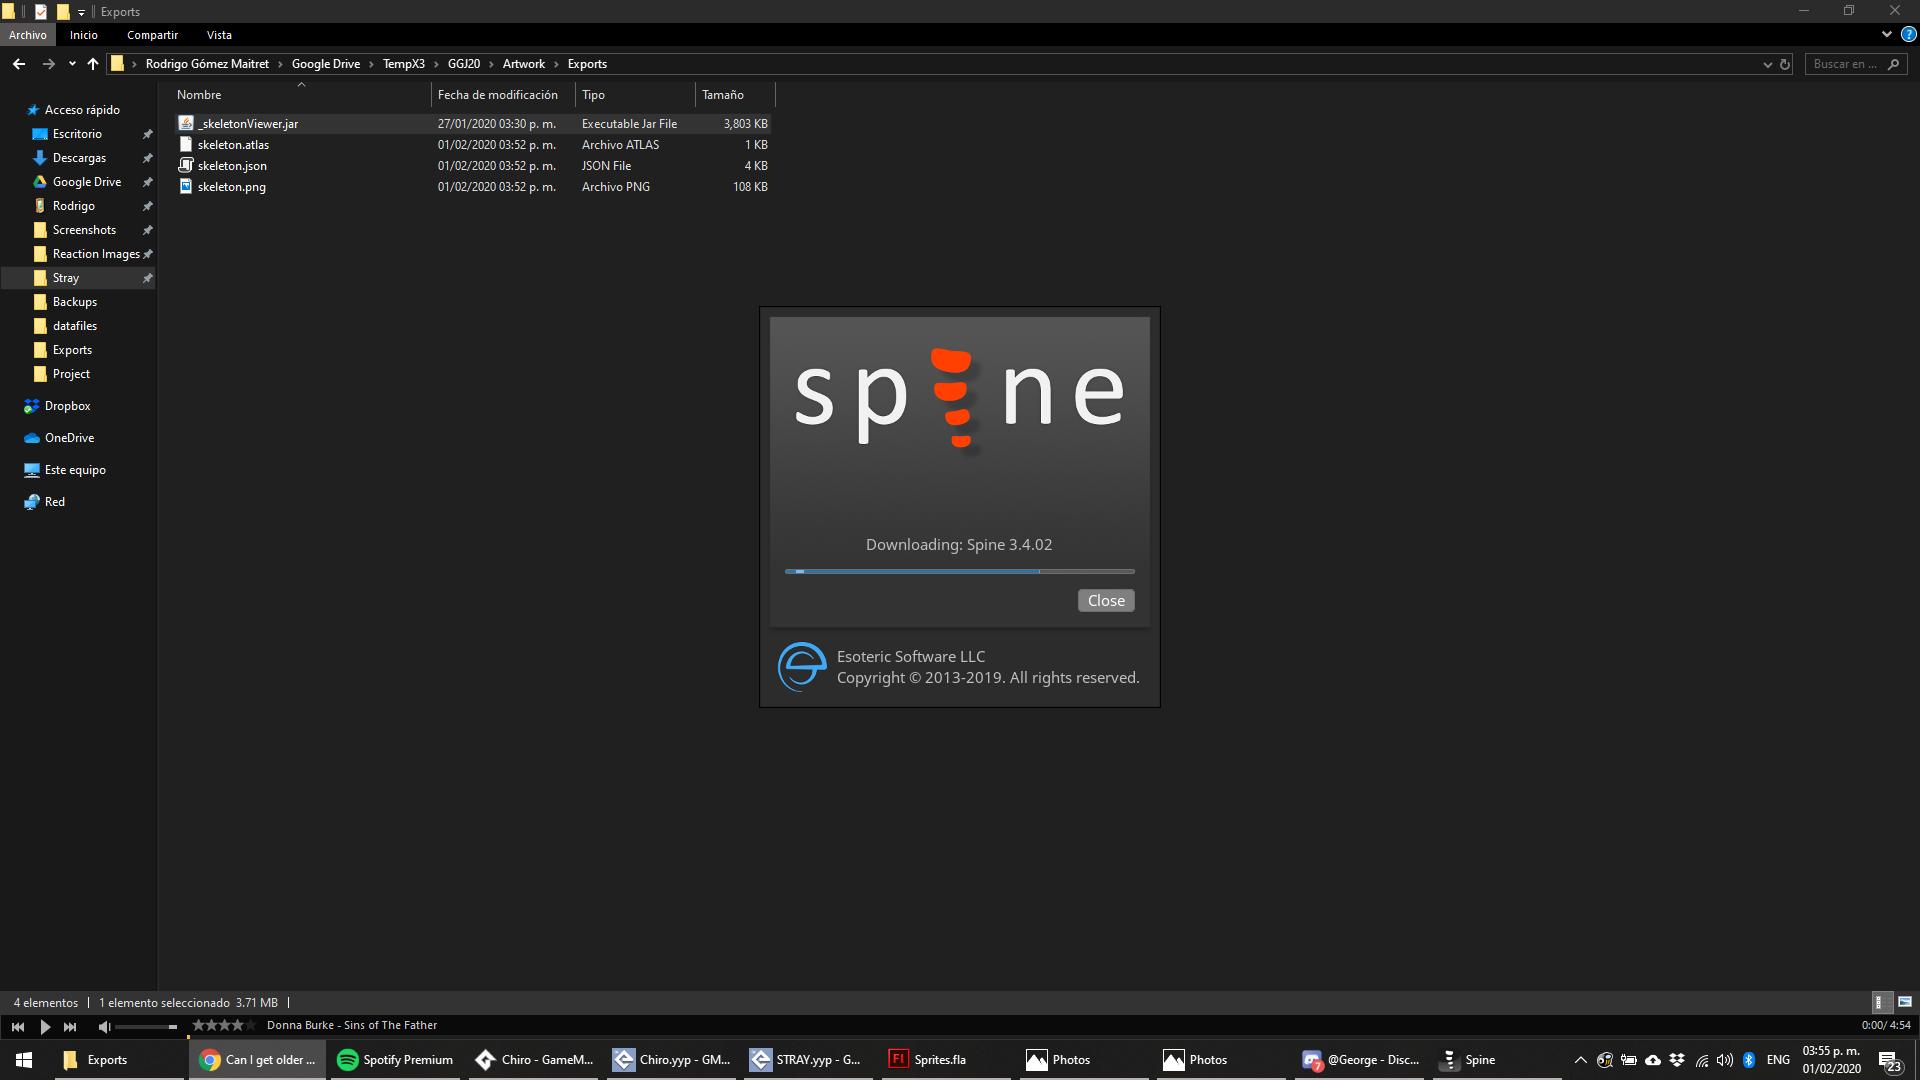 Exports
Archivo Inicio Compartir Vista
Rodrigo Gómez Maitret Google Drive TempX3 GGJ20 Artwork Exports Buscar en ...
Nombre Fecha de modificación Tipo Tamaño
_skeletonViewer.jar 27/01/2020 03:30 p. m. Executable Jar File 3,803 KB
skeleton.atlas 01/02/2020 03:52 p. m. Archivo ATLAS 1 KB
skeleton.json 01/02/2020 03:52 p. m. JSON File 4 KB
skeleton.png 01/02/2020 03:52 p. m. Archivo PNG 108 KB
Acceso rápido
Escritorio
Descargas
Google Drive
Rodrigo
Screenshots
Reaction Images
Stray
Backups
datafiles
Exports
Project
Dropbox
OneDrive
Este equipo
Red
spine
Downloading: Spine 3.4.02
Close
Esoteric Software LLC
Copyright © 2013-2019. All rights reserved.
4 elementos 1 elemento seleccionado 3.71 MB
Donna Burke - Sins of The Father 0:00/ 4:54
Exports Can I get older ... Spotify Premium Chiro - GameM... Chiro.yyp - GM... STRAY.yyp - G... Fl Sprites.fla Photos Photos 7 @George - Disc... Spine ENG 03:55 p. m. 23
01/02/2020